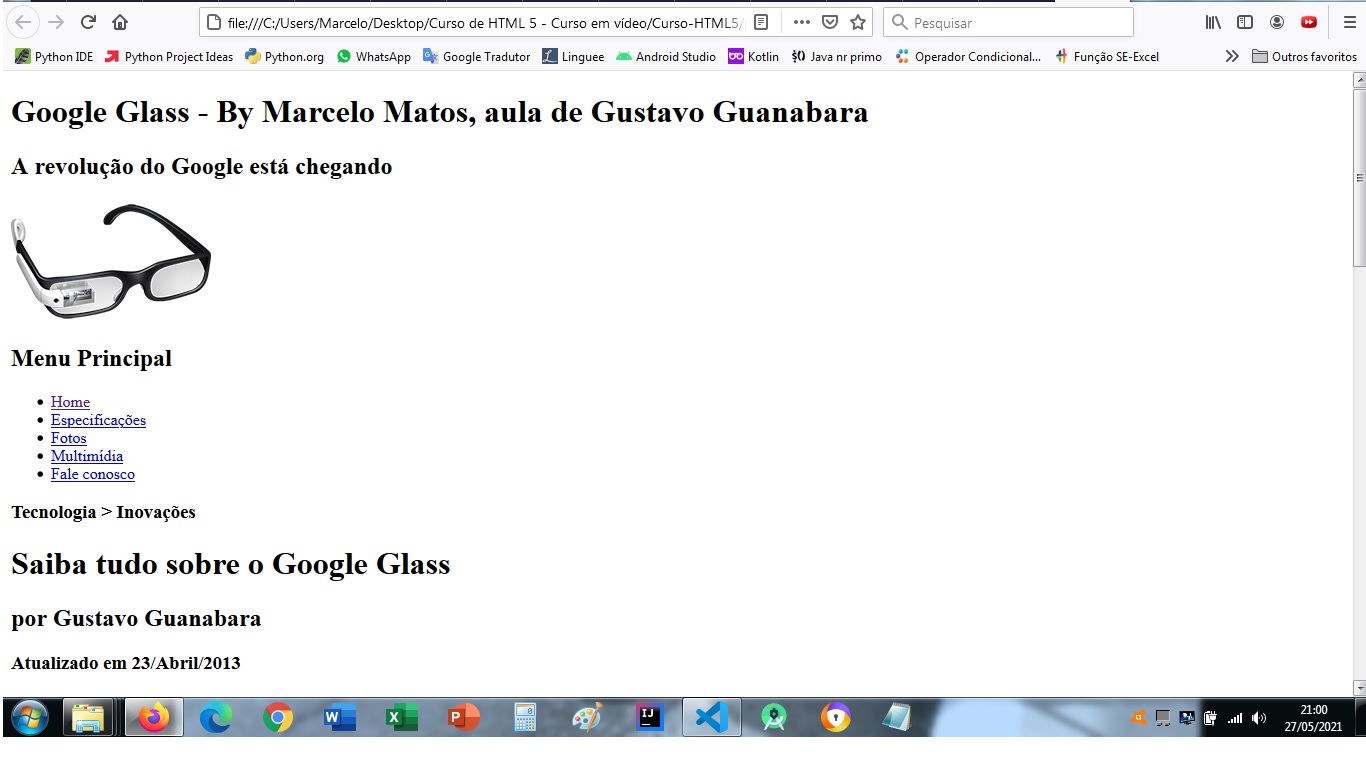 file:///C:/Users/Marcelo/Desktop/Curso de HTML 5 - Curso em vídeo/Curso-HTML5/
Pesquisar
Python IDE
Python Project Ideas
Python.org
WhatsApp
Google Tradutor
Linguee
Android Studio
Kotlin
Java nr primo
Operador Condicional...
Função SE-Excel
Outros favoritos
Google Glass - By Marcelo Matos, aula de Gustavo Guanabara
A revolução do Google está chegando
Menu Principal
Home
Especificações
Fotos
Multimídia
Fale conosco
Tecnologia > Inovações
Saiba tudo sobre o Google Glass
por Gustavo Guanabara
Atualizado em 23/Abril/2013
21:00
27/05/2021